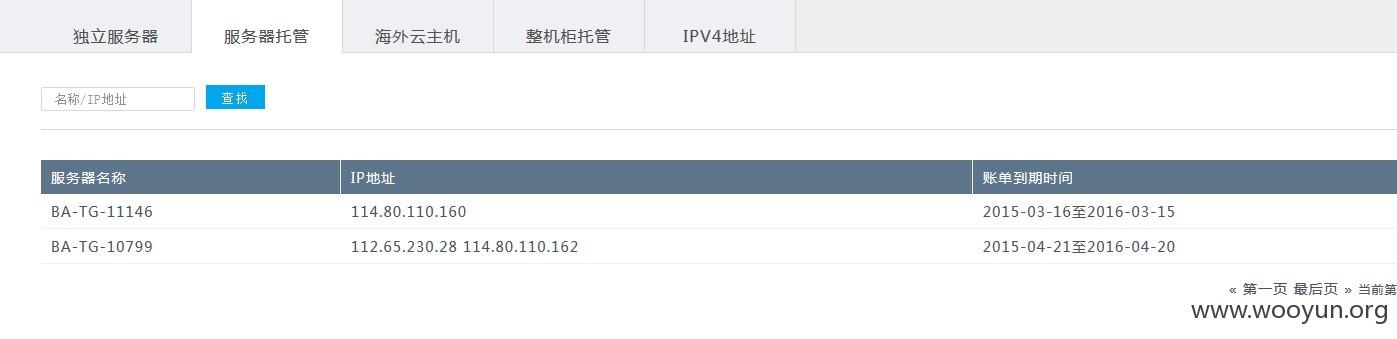 独立服务器 服务器托管 海外云主机 整机柜托管 IPV4地址
名称/IP地址 查找
服务器名称 IP地址 账单到期时间
BA-TG-11146 114.80.110.160 2015-03-16至2016-03-15
BA-TG-10799 112.65.230.28 114.80.110.162 2015-04-21至2016-04-20
« 第一页 最后页 » 当前第
www.wooyun.org